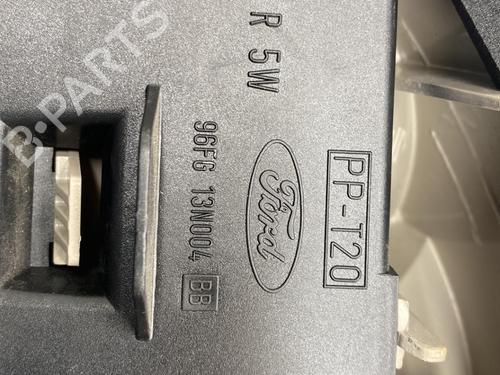 R 5W
96FG 13N004 BB
Ford
PP-T20
B-PARTS